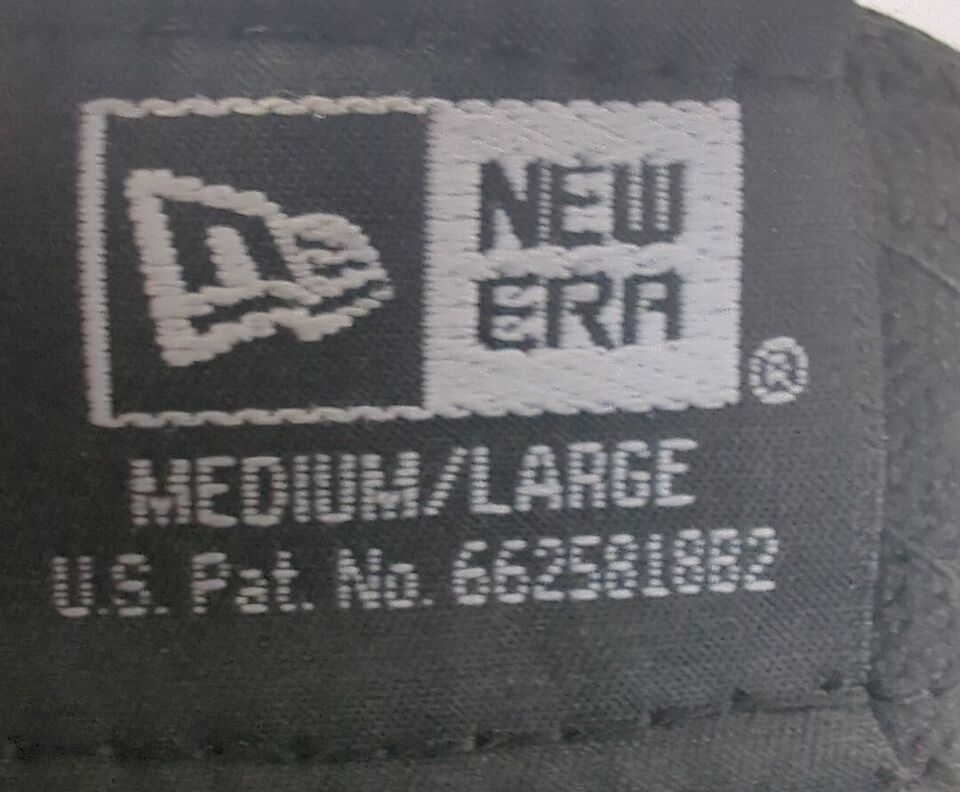 NEW
ERA
®
MEDIUM/LARGE
U.S. Pat. No. 6625818B2